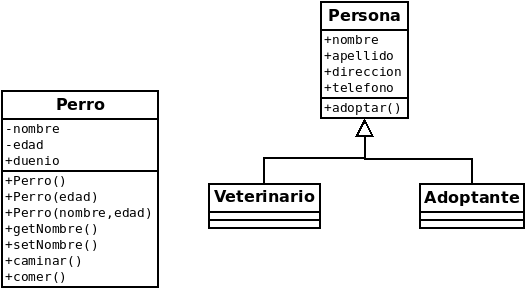 Persona
+nombre
+apellido
+direccion
+telefono
+adoptar()
Perro
-nombre
-edad
+duenio
+Perro()
+Perro(edad)
+Perro(nombre,edad)
+getNombre()
+setNombre()
+caminar()
+comer()
Veterinario
Adoptante